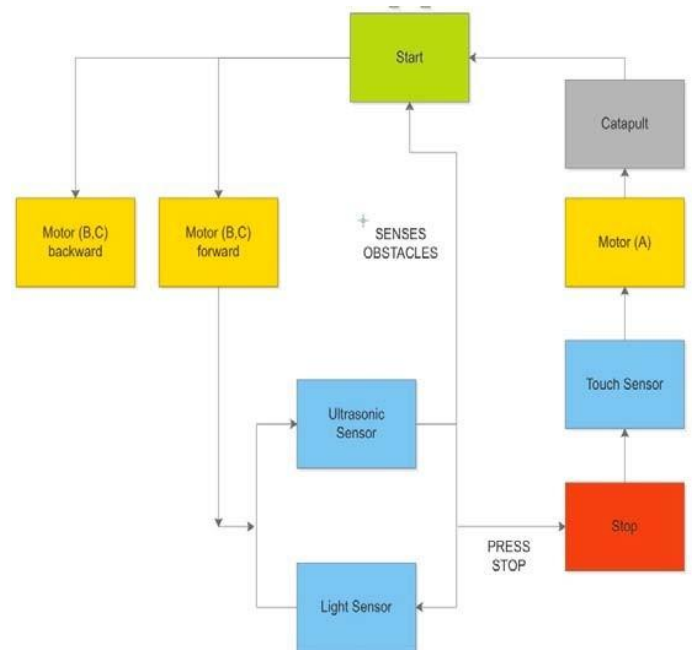 Start
Catapult
Motor (B,C)
backward
Motor (B,C)
forward
SENSES
OBSTACLES
Motor (A)
Touch Sensor
Ultrasonic
Sensor
Stop
PRESS
STOP
Light Sensor